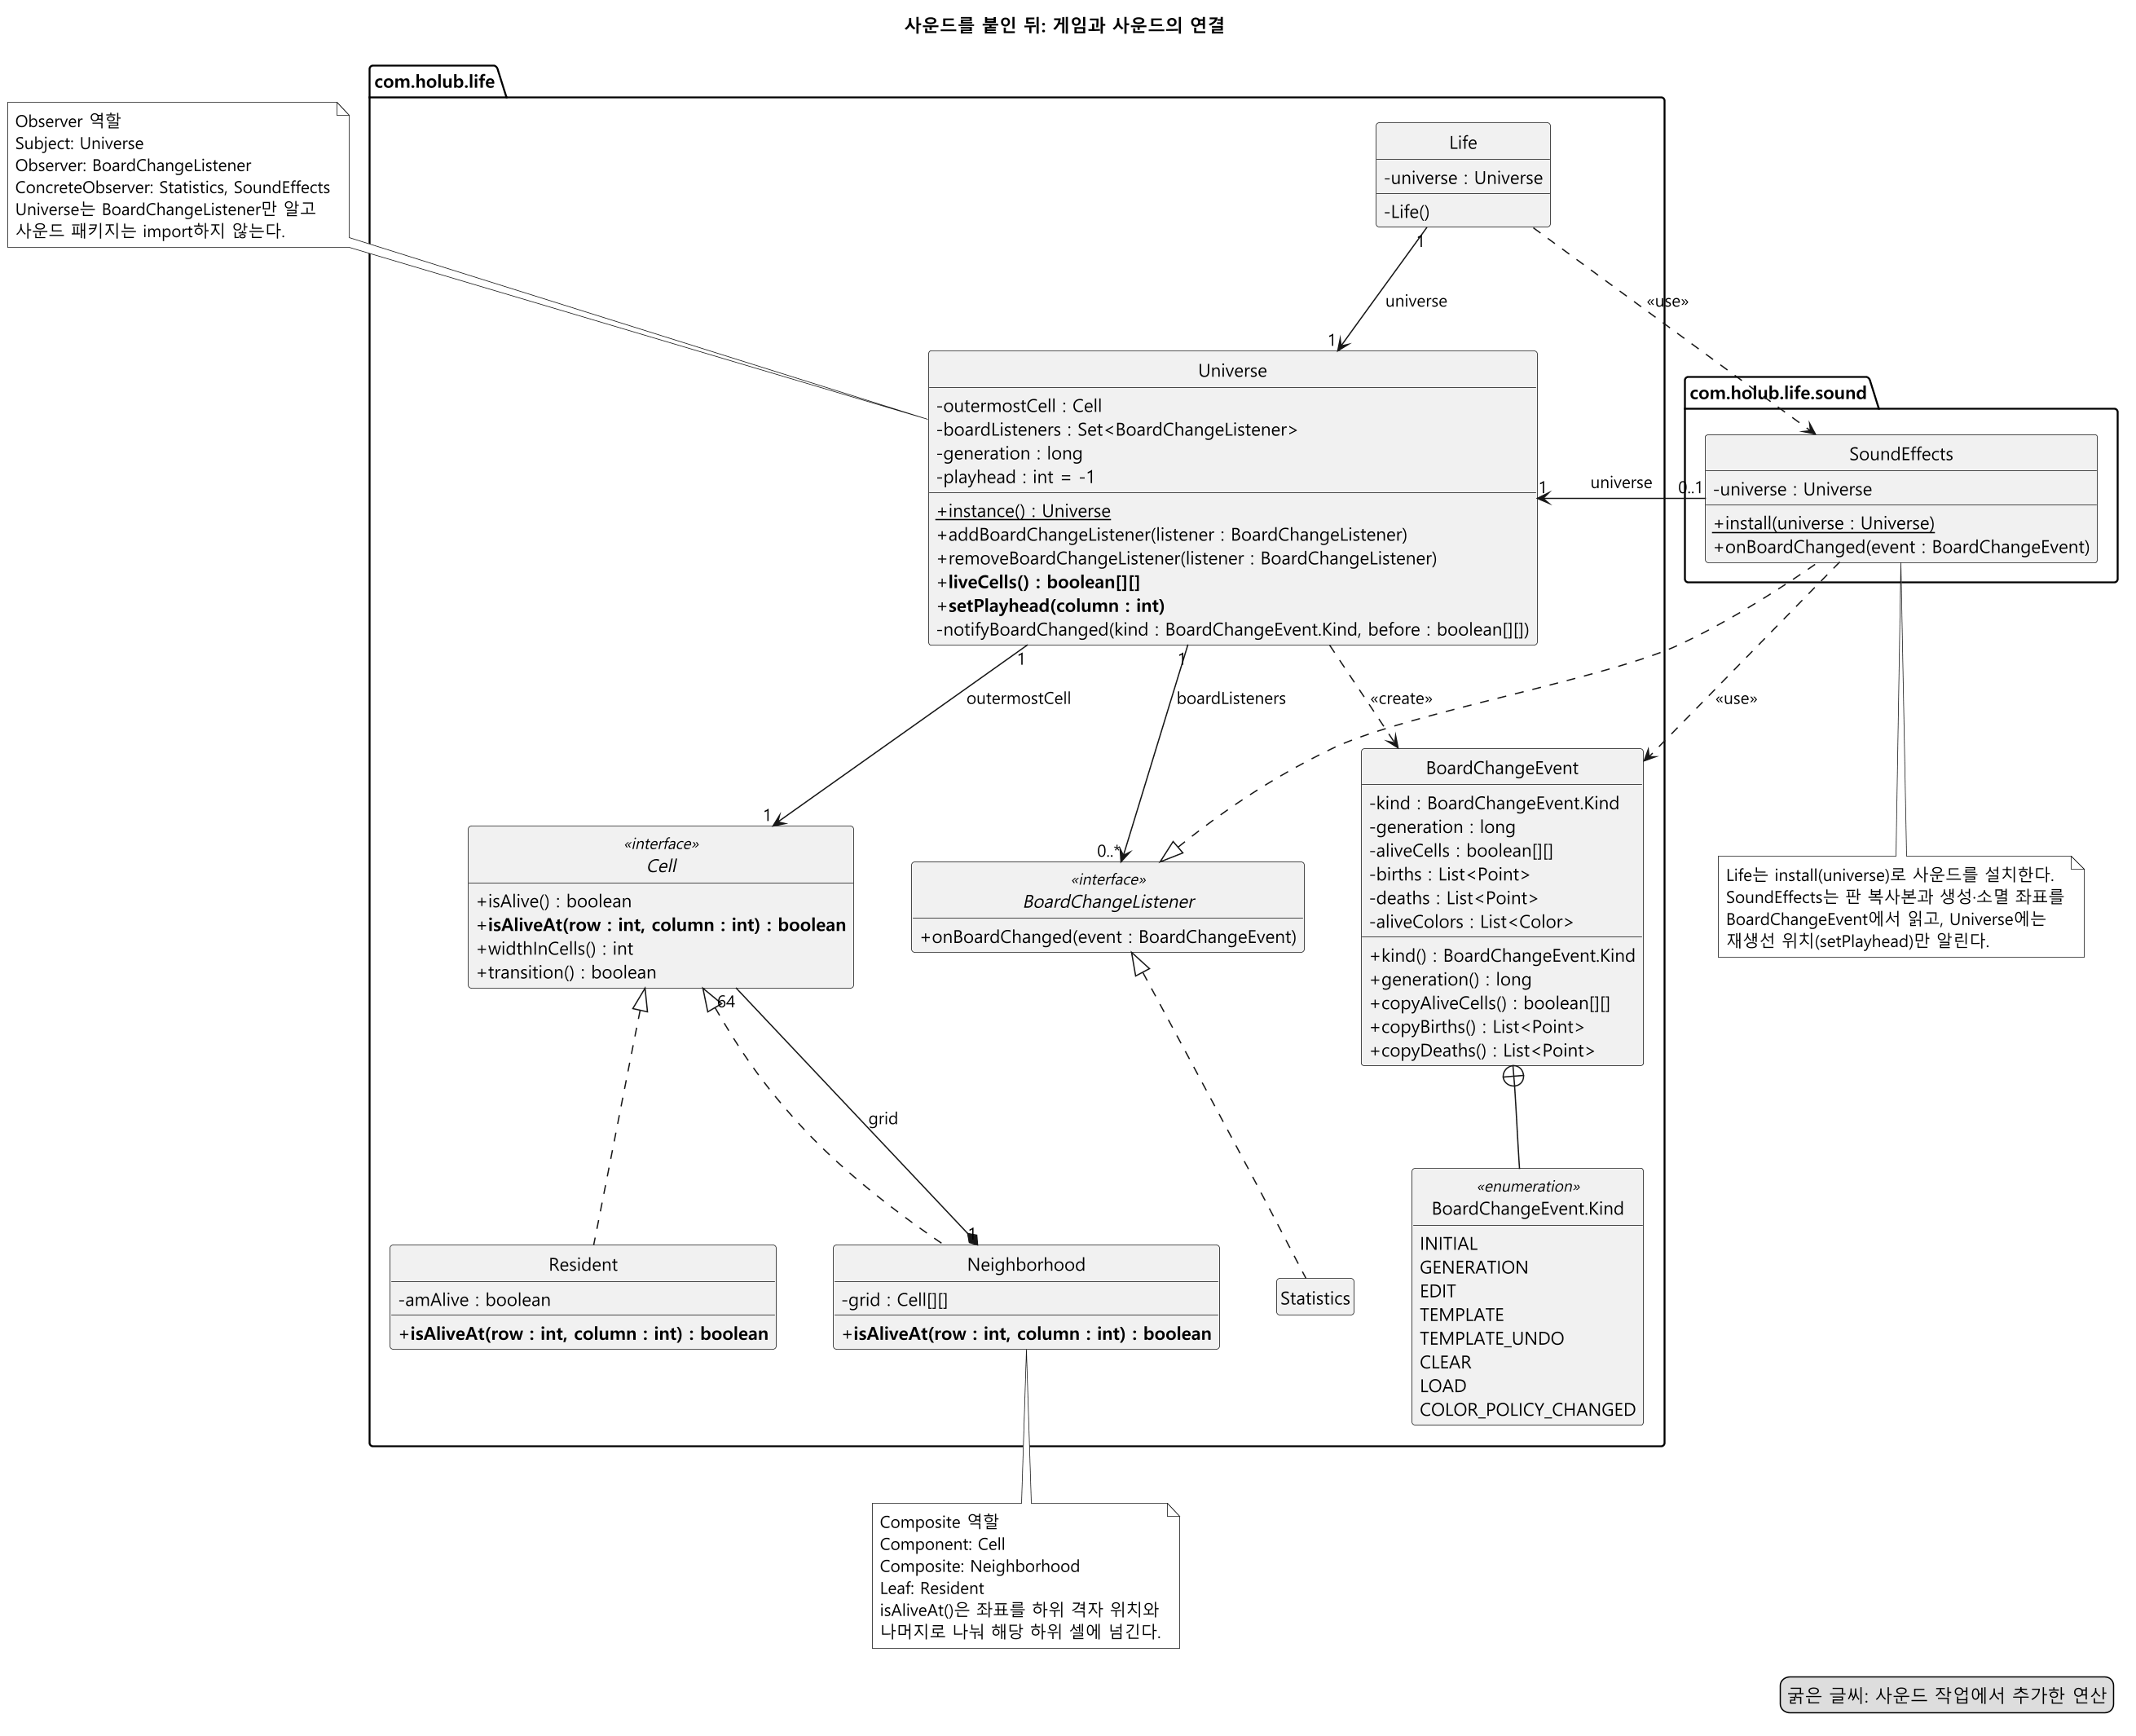 사운드를 붙인 뒤: 게임과 사운드의 연결
com.holub.life
Observer 역할
Subject: Universe
Observer: BoardChangeListener
ConcreteObserver: Statistics, SoundEffects
Universe는 BoardChangeListener만 알고
사운드 패키지는 import하지 않는다.
Life
-universe : Universe
-Life()
1
universe
1
«use»
com.holub.life.sound
SoundEffects
-universe : Universe
+install(universe : Universe)
+onBoardChanged(event : BoardChangeEvent)
1
universe
0..1
Universe
-outermostCell : Cell
-boardListeners : Set<BoardChangeListener>
-generation : long
-playhead : int = -1
+instance() : Universe
+addBoardChangeListener(listener : BoardChangeListener)
+removeBoardChangeListener(listener : BoardChangeListener)
+liveCells() : boolean[][]
+setPlayhead(column : int)
-notifyBoardChanged(kind : BoardChangeEvent.Kind, before : boolean[][])
1
outermostCell
1
1
boardListeners
0..*
«create»
«use»
«interface»
Cell
+isAlive() : boolean
+isAliveAt(row : int, column : int) : boolean
+widthInCells() : int
+transition() : boolean
«interface»
BoardChangeListener
+onBoardChanged(event : BoardChangeEvent)
BoardChangeEvent
-kind : BoardChangeEvent.Kind
-generation : long
-aliveCells : boolean[][]
-births : List<Point>
-deaths : List<Point>
-aliveColors : List<Color>
+kind() : BoardChangeEvent.Kind
+generation() : long
+copyAliveCells() : boolean[][]
+copyBirths() : List<Point>
+copyDeaths() : List<Point>
Life는 install(universe)로 사운드를 설치한다.
SoundEffects는 판 복사본과 생성·소멸 좌표를
BoardChangeEvent에서 읽고, Universe에는
재생선 위치(setPlayhead)만 알린다.
64
grid
1
Resident
-amAlive : boolean
+isAliveAt(row : int, column : int) : boolean
Neighborhood
-grid : Cell[][]
+isAliveAt(row : int, column : int) : boolean
Statistics
«enumeration»
BoardChangeEvent.Kind
INITIAL
GENERATION
EDIT
TEMPLATE
TEMPLATE_UNDO
CLEAR
LOAD
COLOR_POLICY_CHANGED
Composite 역할
Component: Cell
Composite: Neighborhood
Leaf: Resident
isAliveAt()은 좌표를 하위 격자 위치와
나머지로 나눠 해당 하위 셀에 넘긴다.
굵은 글씨: 사운드 작업에서 추가한 연산